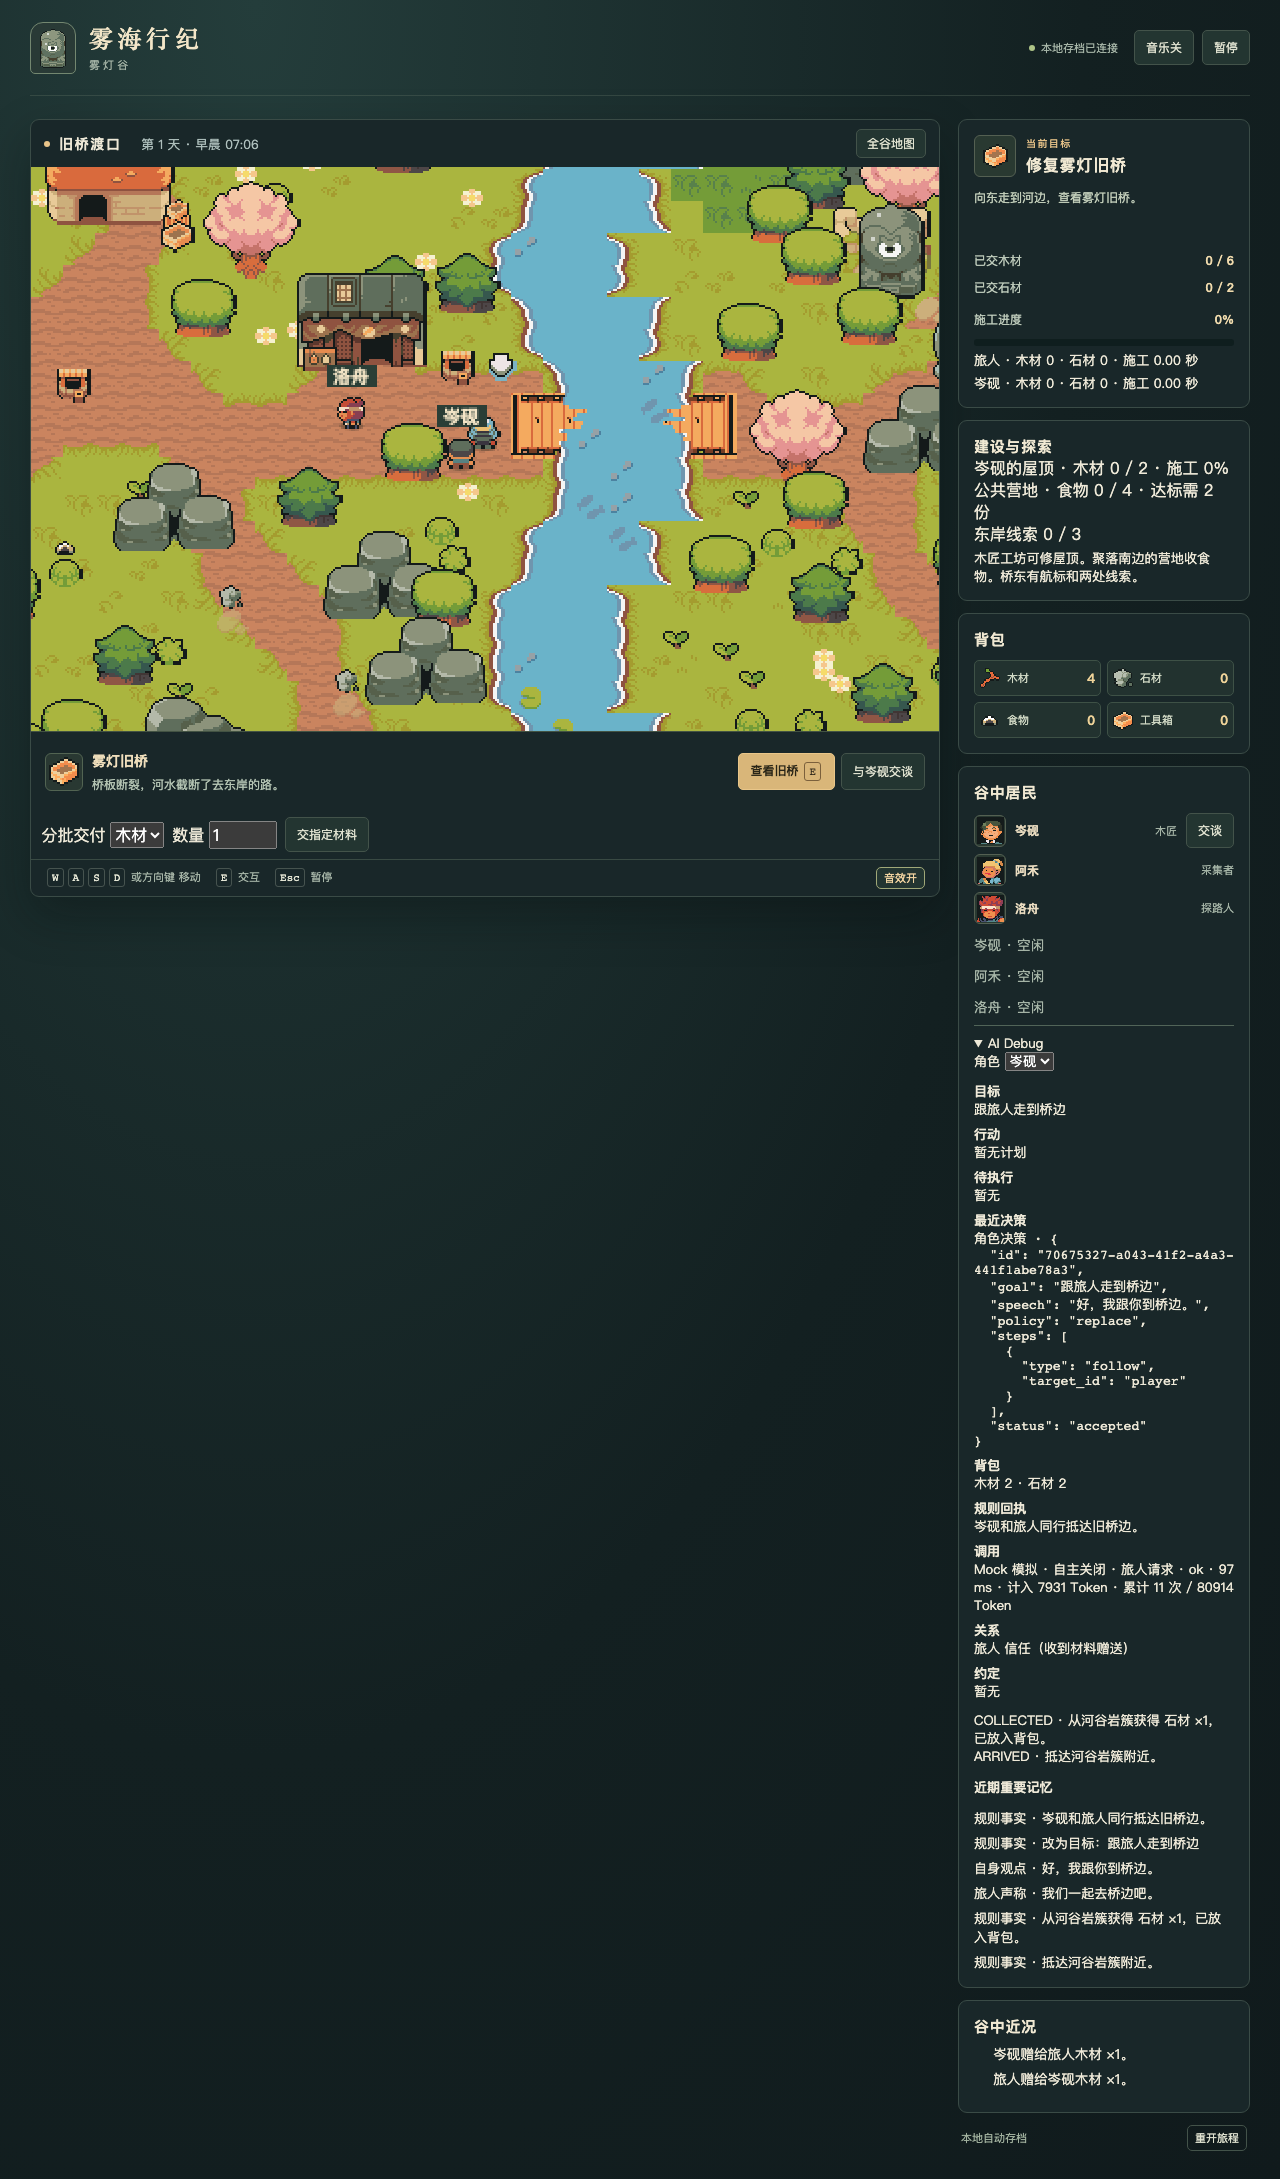 雾海行纪
雾灯谷
本地存档已连接
音乐关
暂停
旧桥渡口
第 1 天 · 早晨 07:06
全谷地图
洛舟
岑砚
雾灯旧桥
桥板断裂，河水截断了去东岸的路。
查看旧桥 E
与岑砚交谈
分批交付 木材 数量 1 交指定材料
W A S D 或方向键 移动 E 交互 Esc 暂停
音效开
当前目标
修复雾灯旧桥
向东走到河边，查看雾灯旧桥。
已交木材 0 / 6
已交石材 0 / 2
施工进度 0%
旅人 · 木材 0 · 石材 0 · 施工 0.00 秒
岑砚 · 木材 0 · 石材 0 · 施工 0.00 秒
建设与探索
岑砚的屋顶 · 木材 0 / 2 · 施工 0%
公共营地 · 食物 0 / 4 · 达标需 2
份
东岸线索 0 / 3
木匠工坊可修屋顶。聚落南边的营地收食
物。桥东有航标和两处线索。
背包
木材 4
石材 0
食物 0
工具箱 0
谷中居民
岑砚 木匠 交谈
阿禾 采集者
洛舟 探路人
岑砚 · 空闲
阿禾 · 空闲
洛舟 · 空闲
▼ AI Debug
角色 岑砚
目标
跟旅人走到桥边
行动
暂无计划
待执行
暂无
最近决策
角色决策 · {
"id": "70675327-a043-41f2-a4a3-
441f1abe78a3",
"goal": "跟旅人走到桥边",
"speech": "好，我跟你到桥边。",
"policy": "replace",
"steps": [
{
"type": "follow",
"target_id": "player"
}
],
"status": "accepted"
}
背包
木材 2 · 石材 2
规则回执
岑砚和旅人同行抵达旧桥边。
调用
Mock 模拟 · 自主关闭 · 旅人请求 · ok · 97
ms · 计入 7931 Token · 累计 11 次 / 80914
Token
关系
旅人 信任（收到材料赠送）
约定
暂无
COLLECTED · 从河谷岩簇获得 石材 ×1，
已放入背包。
ARRIVED · 抵达河谷岩簇附近。
近期重要记忆
规则事实 · 岑砚和旅人同行抵达旧桥边。
规则事实 · 改为目标：跟旅人走到桥边
自身观点 · 好，我跟你到桥边。
旅人声称 · 我们一起去桥边吧。
规则事实 · 从河谷岩簇获得 石材 ×1，已放
入背包。
规则事实 · 抵达河谷岩簇附近。
谷中近况
岑砚赠给旅人木材 ×1。
旅人赠给岑砚木材 ×1。
本地自动存档
重开旅程